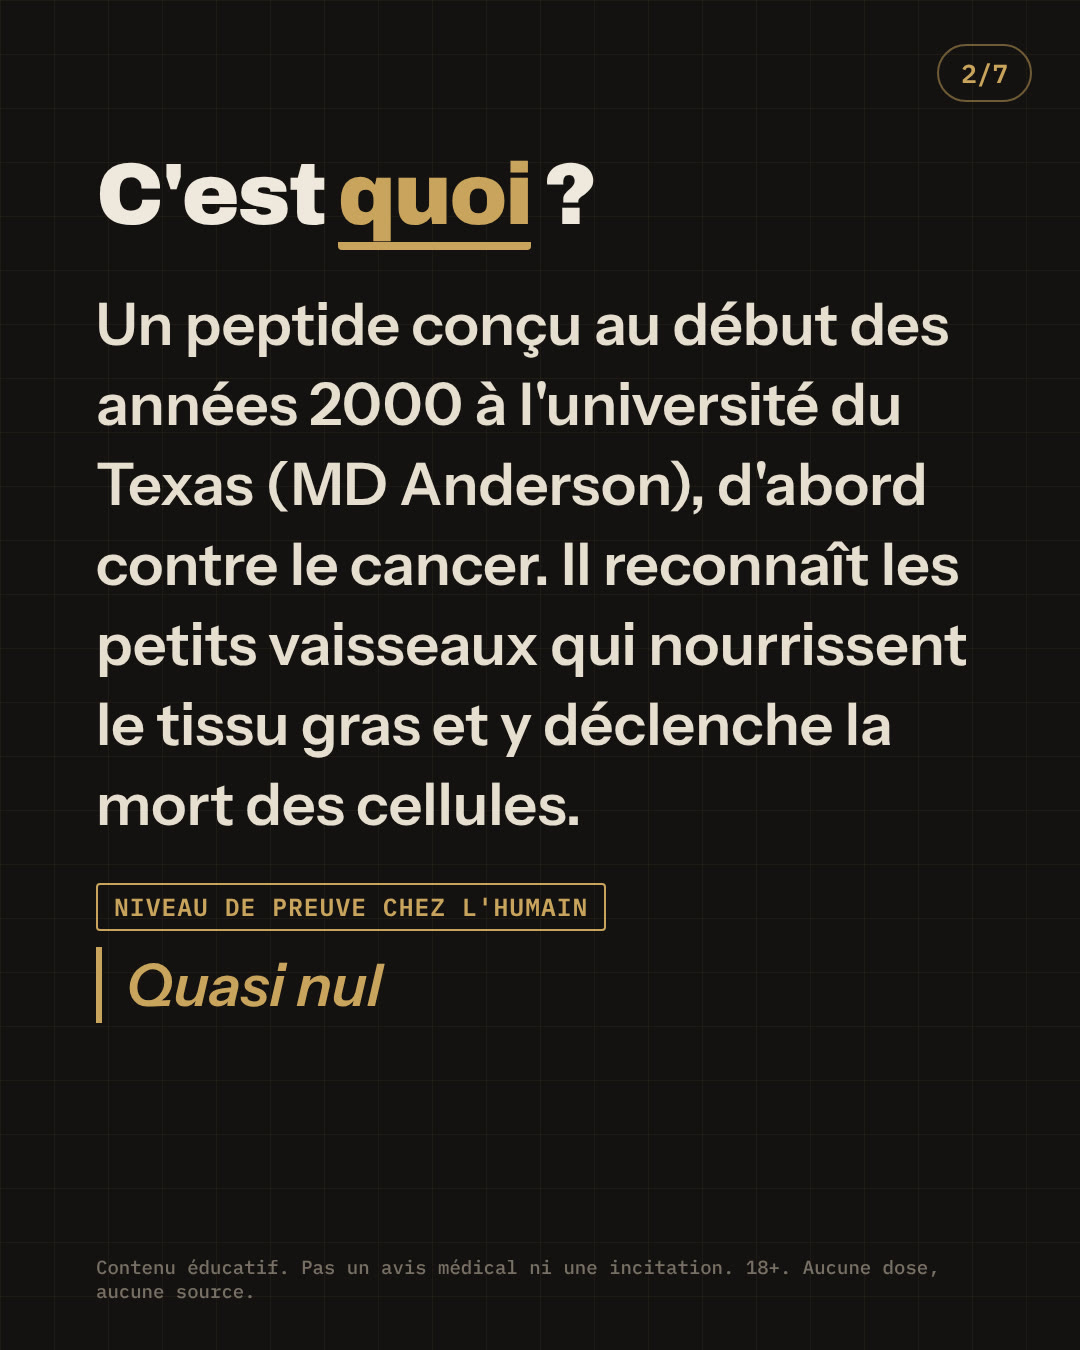 2/7
C'est quoi ?
Un peptide conçu au début des
années 2000 à l'université du
Texas (MD Anderson), d'abord
contre le cancer. Il reconnaît les
petits vaisseaux qui nourrissent
le tissu gras et y déclenche la
mort des cellules.
NIVEAU DE PREUVE CHEZ L'HUMAIN
Quasi nul
Contenu éducatif. Pas un avis médical ni une incitation. 18+. Aucune dose,
aucune source.